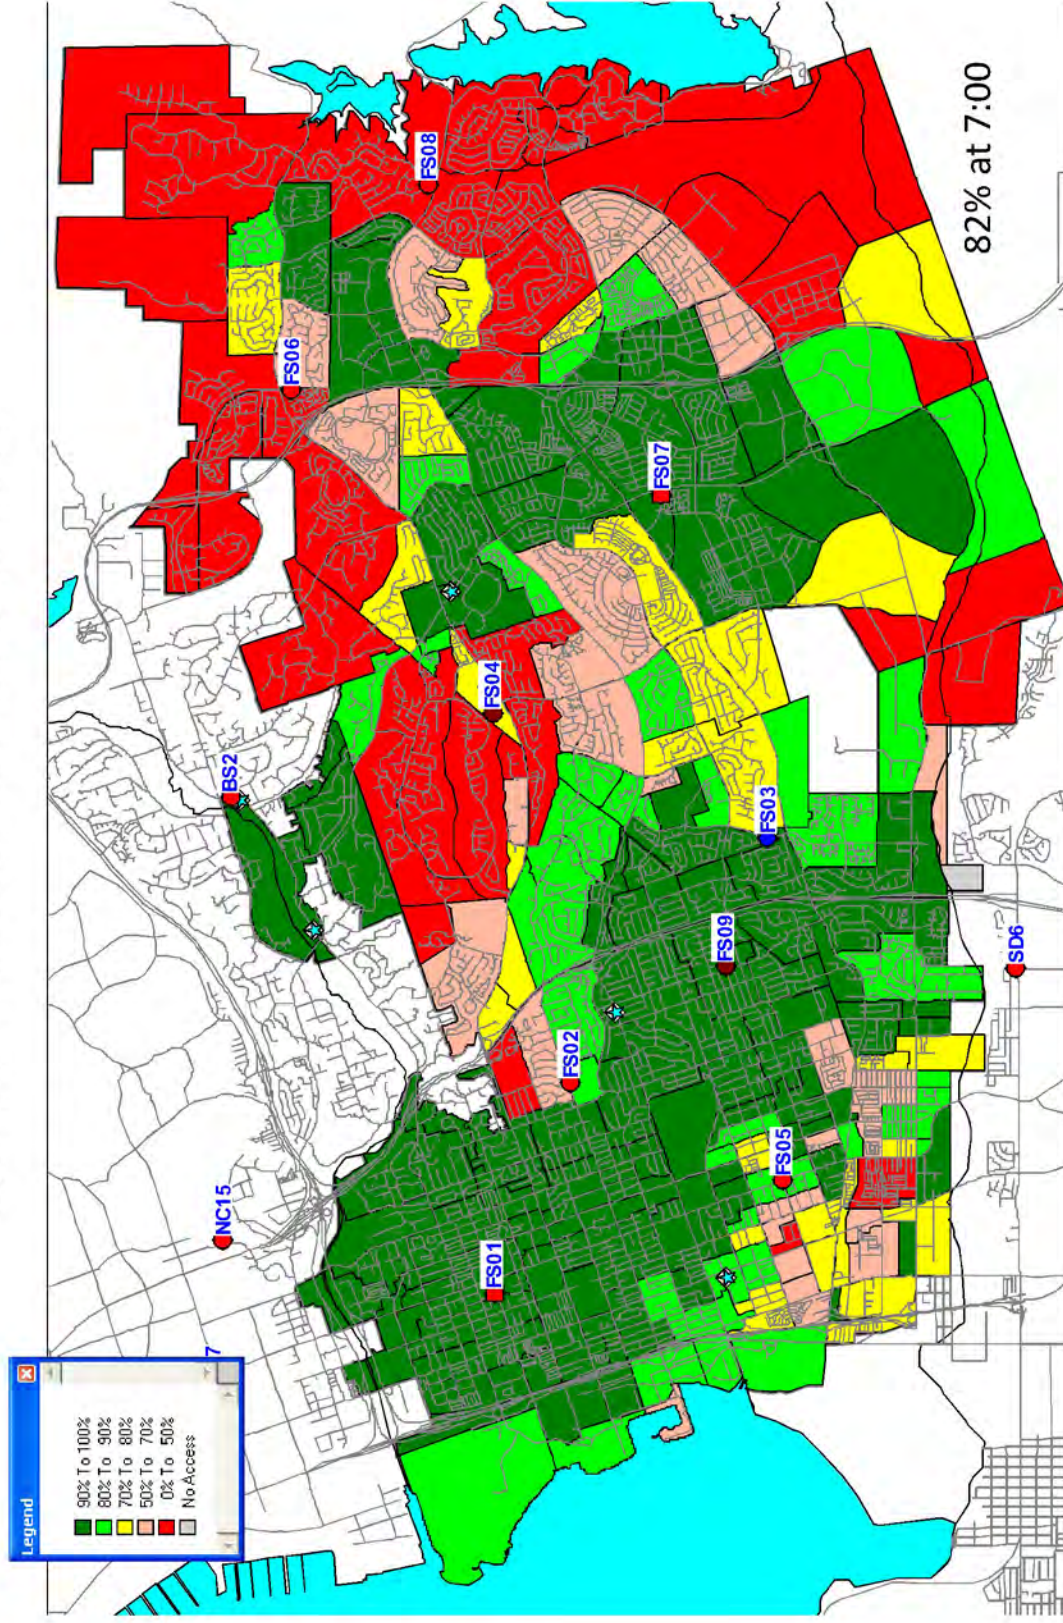 Legend
90% To 100%
80% To 90%
70% To 80%
50% To 70%
0% To 50%
No Access
7
NC15
BS2
FS06
FS08
FS04
FS01
FS02
FS07
FS09
FS03
FS05
SD6
82% at 7:00